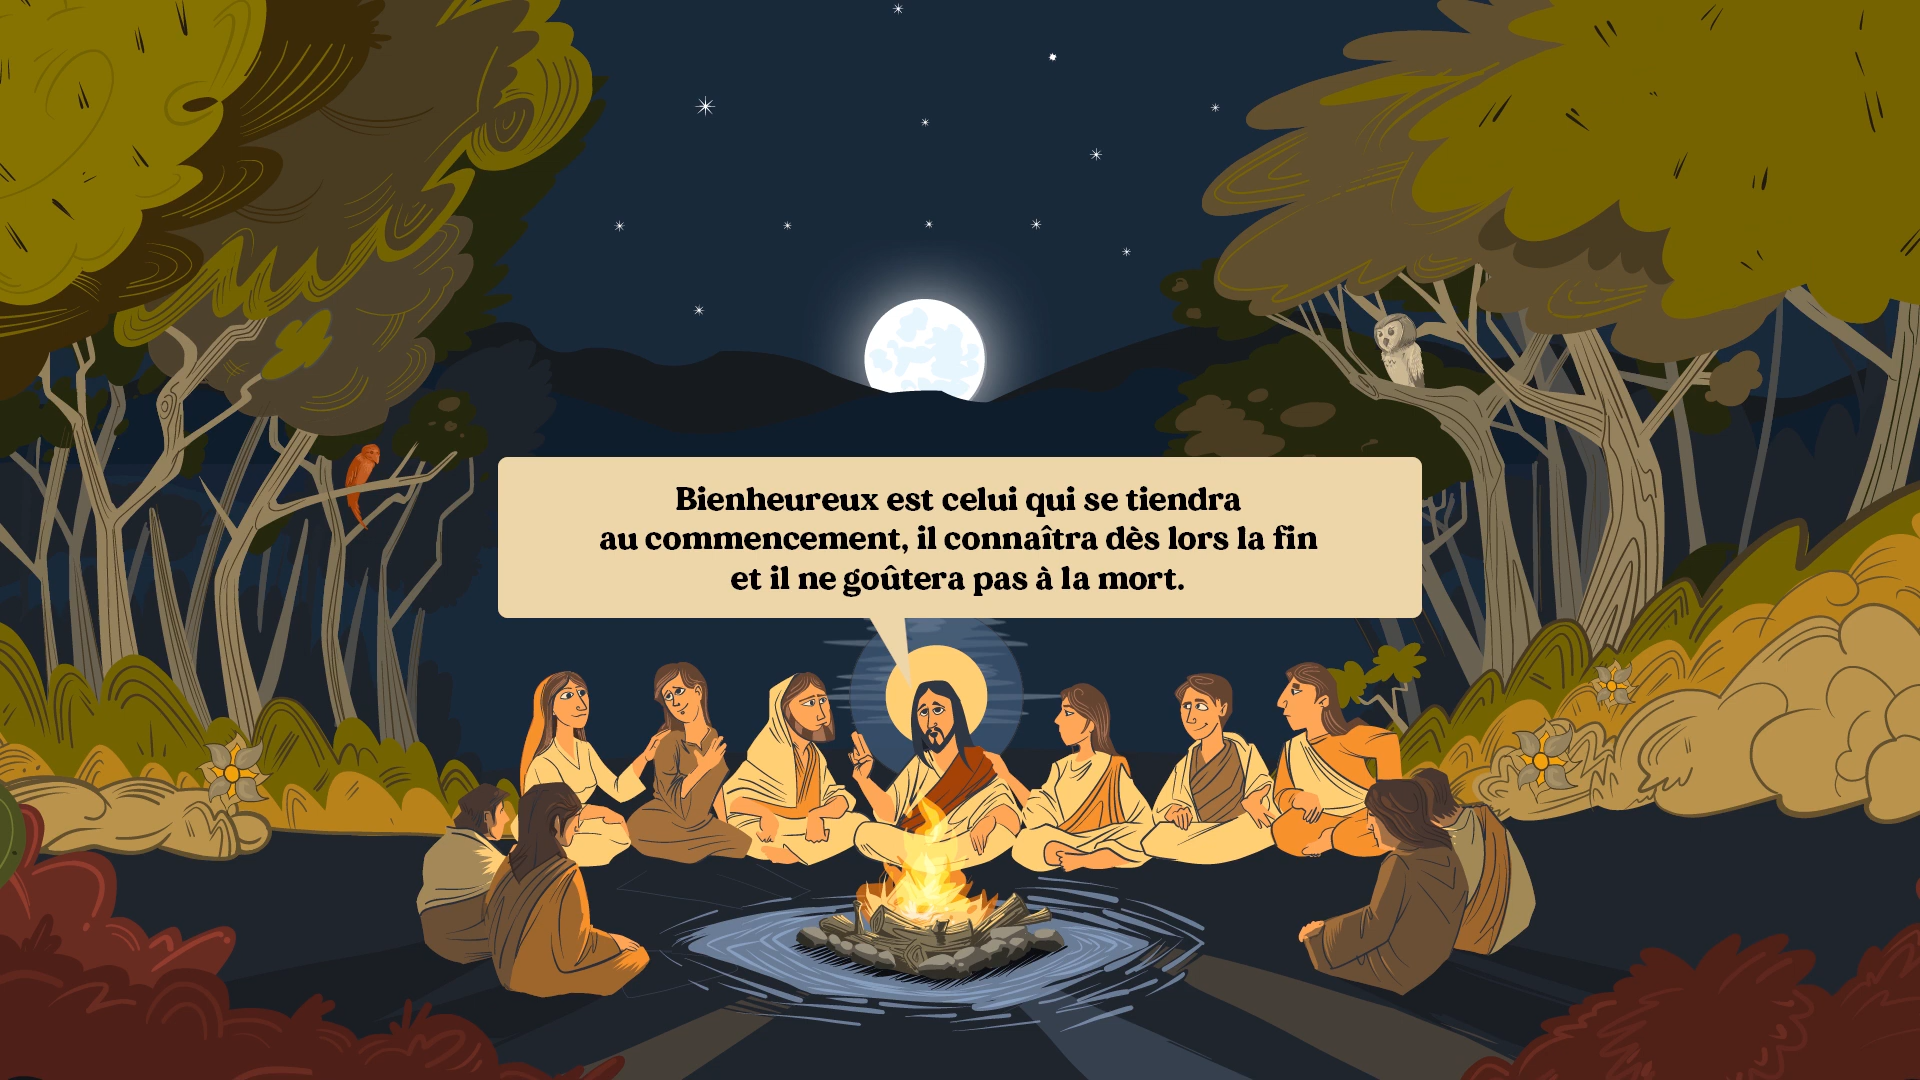 Bienheureux est celui qui se tiendra
au commencement, il connaîtra dès lors la fin
et il ne goûtera pas à la mort.